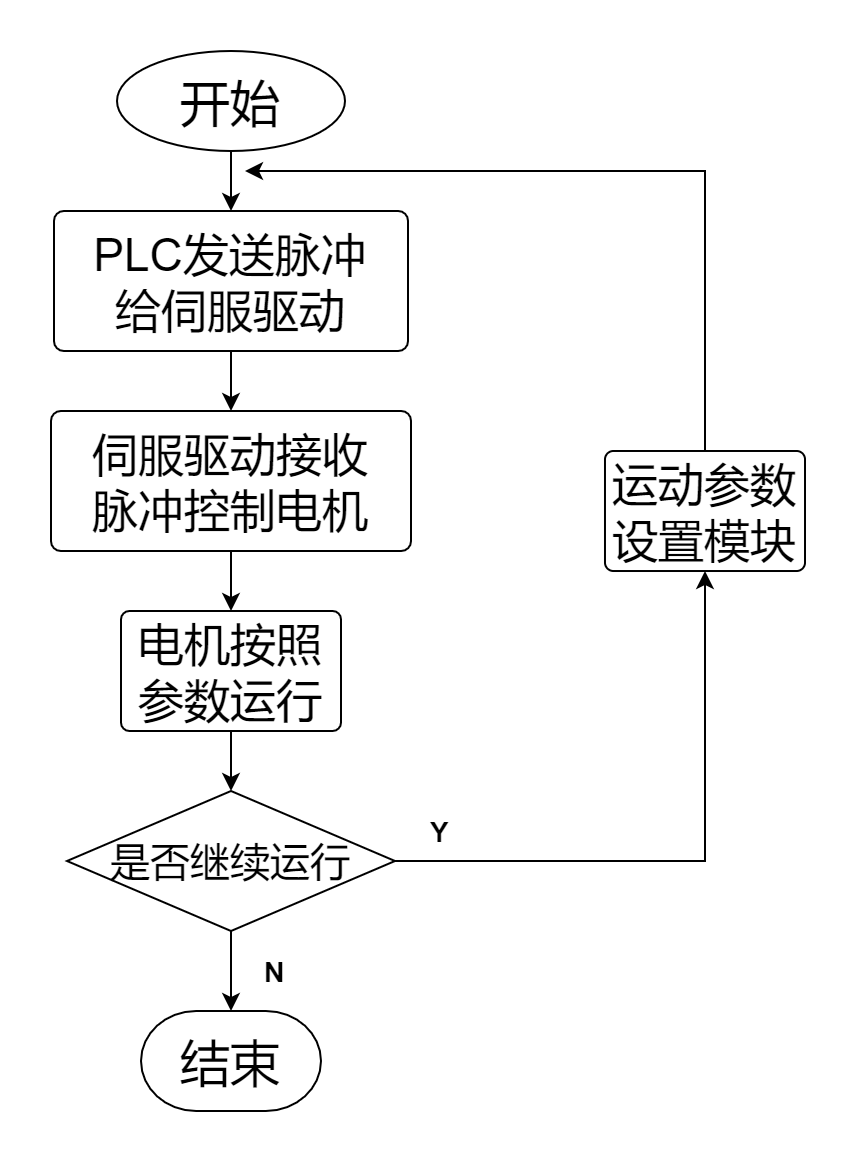 开始
PLC发送脉冲
给伺服驱动
伺服驱动接收
脉冲控制电机
运动参数
设置模块
电机按照
参数运行
Y
是否继续运行
N
结束